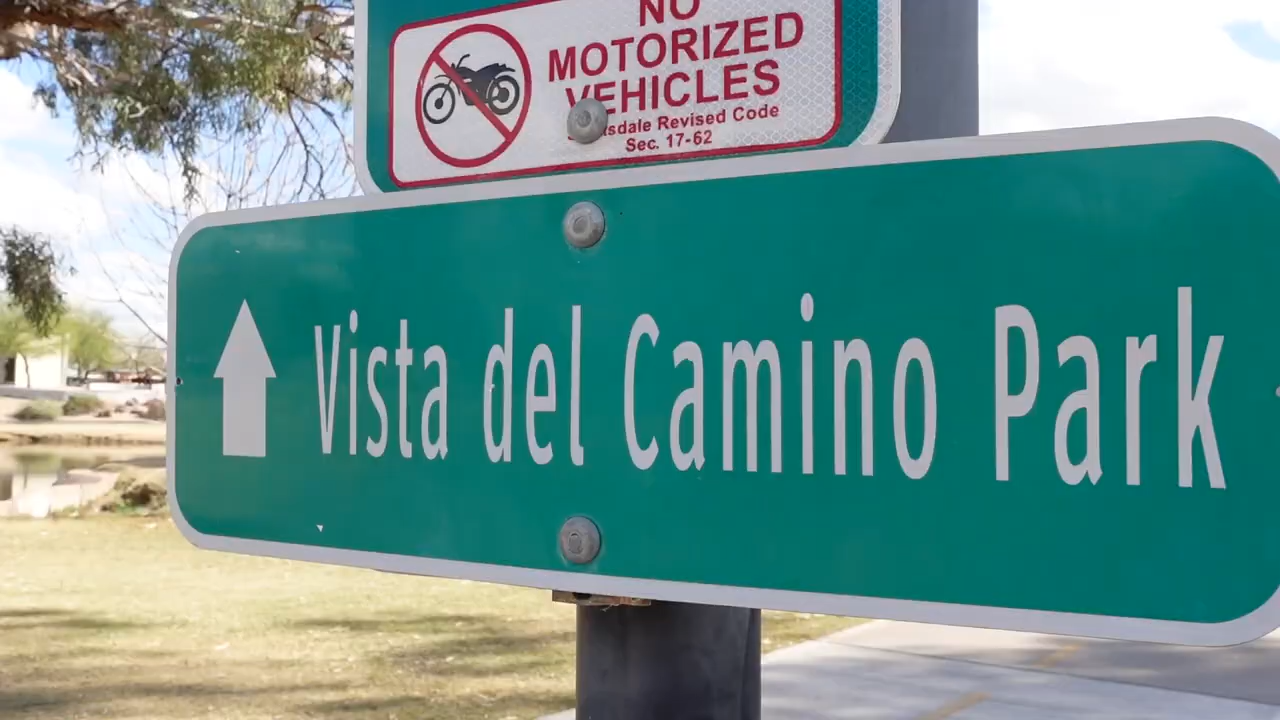 NO
MOTORIZED
VEHICLES
Revised Code
Sec. 17-62
Vista del Camino Park